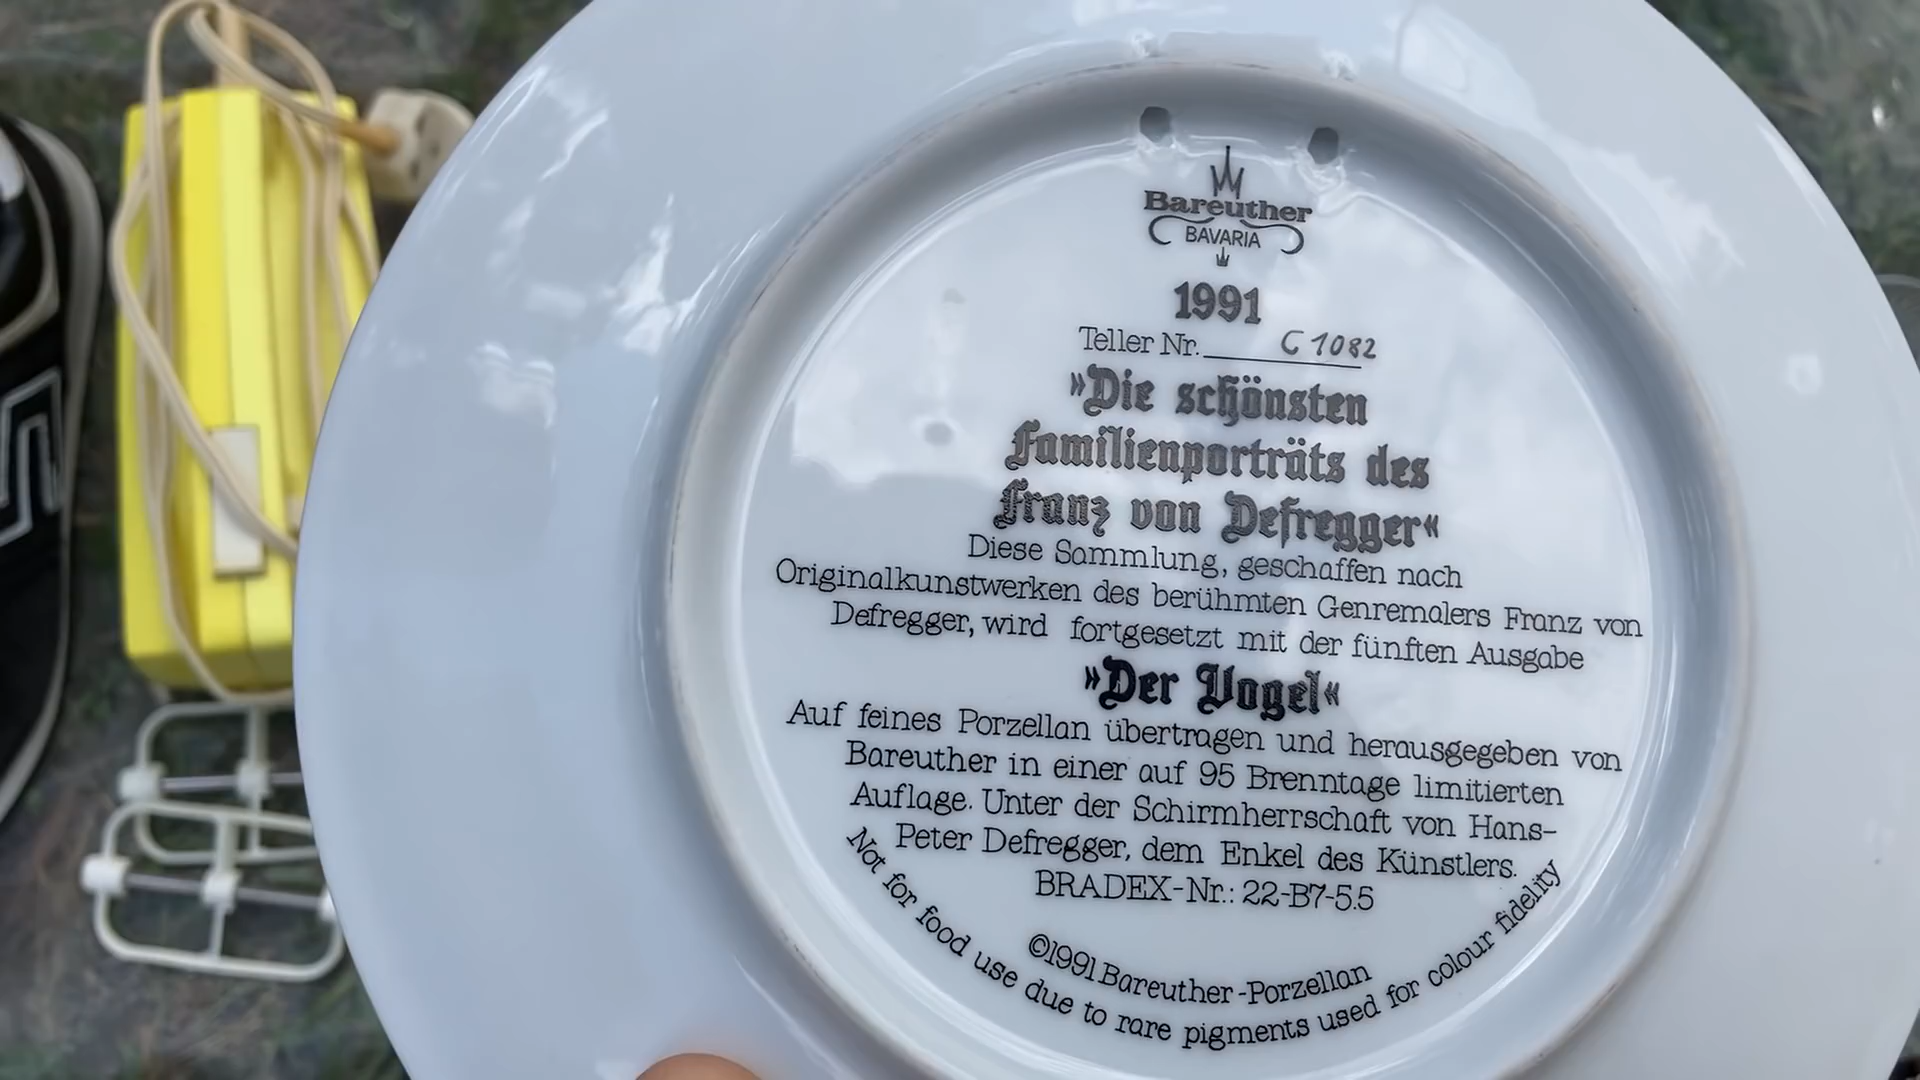 Bareuther
BAVARIA
1991
Teller Nr. C 1082
»Die schönsten
Familienporträts des
Franz von Defregger«
Diese Sammlung, geschaffen nach
Originalkunstwerken des berühmten Genremalers Franz von
Defregger, wird fortgesetzt mit der fünften Ausgabe
»Der Vogel«
Auf feines Porzellan übertragen und herausgegeben von
Bareuther in einer auf 95 Brenntage limitierten
Auflage. Unter der Schirmherrschaft von Hans-
Peter Defregger, dem Enkel des Künstlers.
BRADEX-Nr.: 22-B7-5.5
©1991 Bareuther-Porzellan
Not for food use due to rare pigments used for colour fidelity